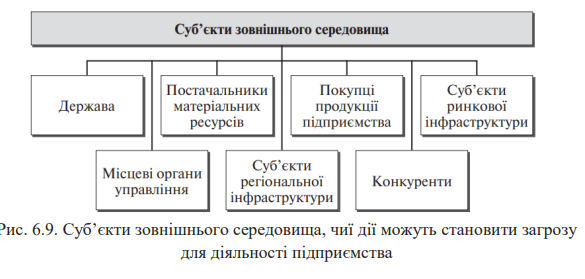 Суб’єкти зовнішнього середовища
Держава
Постачальники
матеріальних
ресурсів
Покупці
продукції
підприємства
Суб’єкти
ринкової
інфраструктури
Місцеві органи
управління
Суб’єкти
регіональної
інфраструктури
Конкуренти
Рис. 6.9. Суб’єкти зовнішнього середовища, чиї дії можуть становити загрозу
для діяльності підприємства